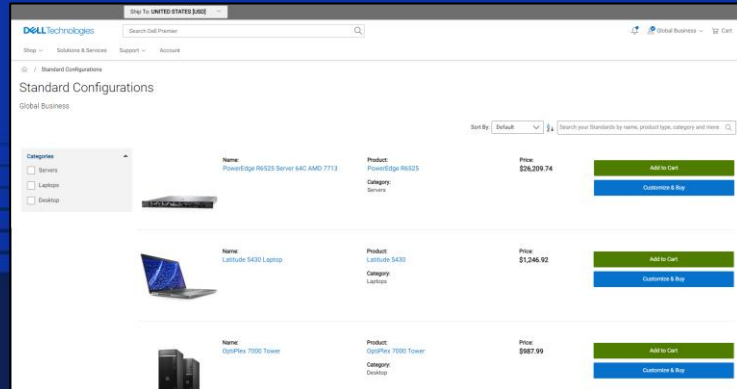 Ship To: UNITED STATES [USD]
DELLTechnologies
Search Dell Premier
Global Business
Cart
Shop
Solutions & Services
Support
Account
/ Standard Configurations
Standard Configurations
Global Business
Sort By: Default
Search your Standards by name, product type, category and more
Categories
Servers
Laptops
Desktop
Name:
PowerEdge R6525 Server 64C AMD 7713
Product:
PowerEdge R6525
Category:
Servers
Price:
$26,209.74
Add to Cart
Customize & Buy
Name:
Latitude 5430 Laptop
Product:
Latitude 5430
Category:
Laptops
Price:
$1,246.92
Add to Cart
Customize & Buy
Name:
OptiPlex 7000 Tower
Product:
OptiPlex 7000 Tower
Category:
Desktop
Price:
$987.99
Add to Cart
Customize & Buy